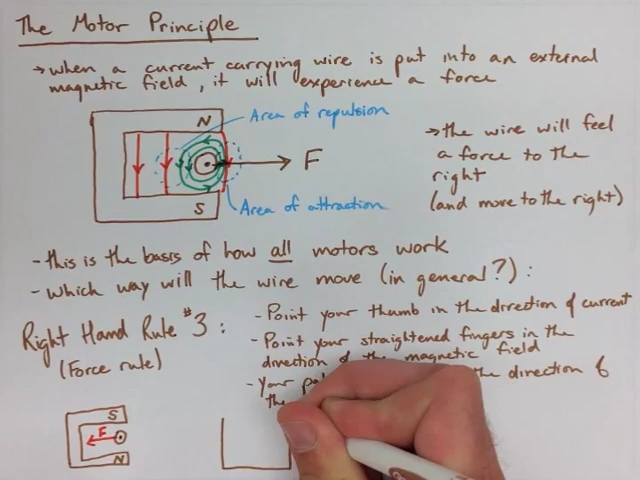 The Motor Principle
→ when a current carrying wire is put into an external
magnetic field, it will experience a force
N
Area of repulsion
F
S
Area of attraction
→ the wire will feel
a force to the
right
(and move to the right)
- this is the basis of how all motors work
- which way will the wire move (in general?):
Right Hand Rule #3:
(Force rule)
- Point your thumb in the direction of current
- Point your straightened fingers in the
direction of the magnetic field
- Your the direction of
the
S
F
N